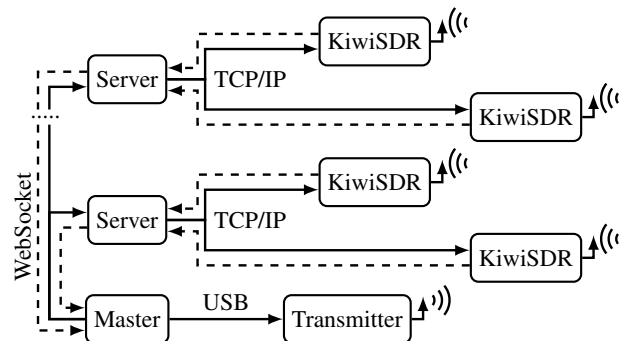 KiwiSDR
Server
TCP/IP
KiwiSDR
WebSocket
KiwiSDR
Server
TCP/IP
KiwiSDR
Master
USB
Transmitter